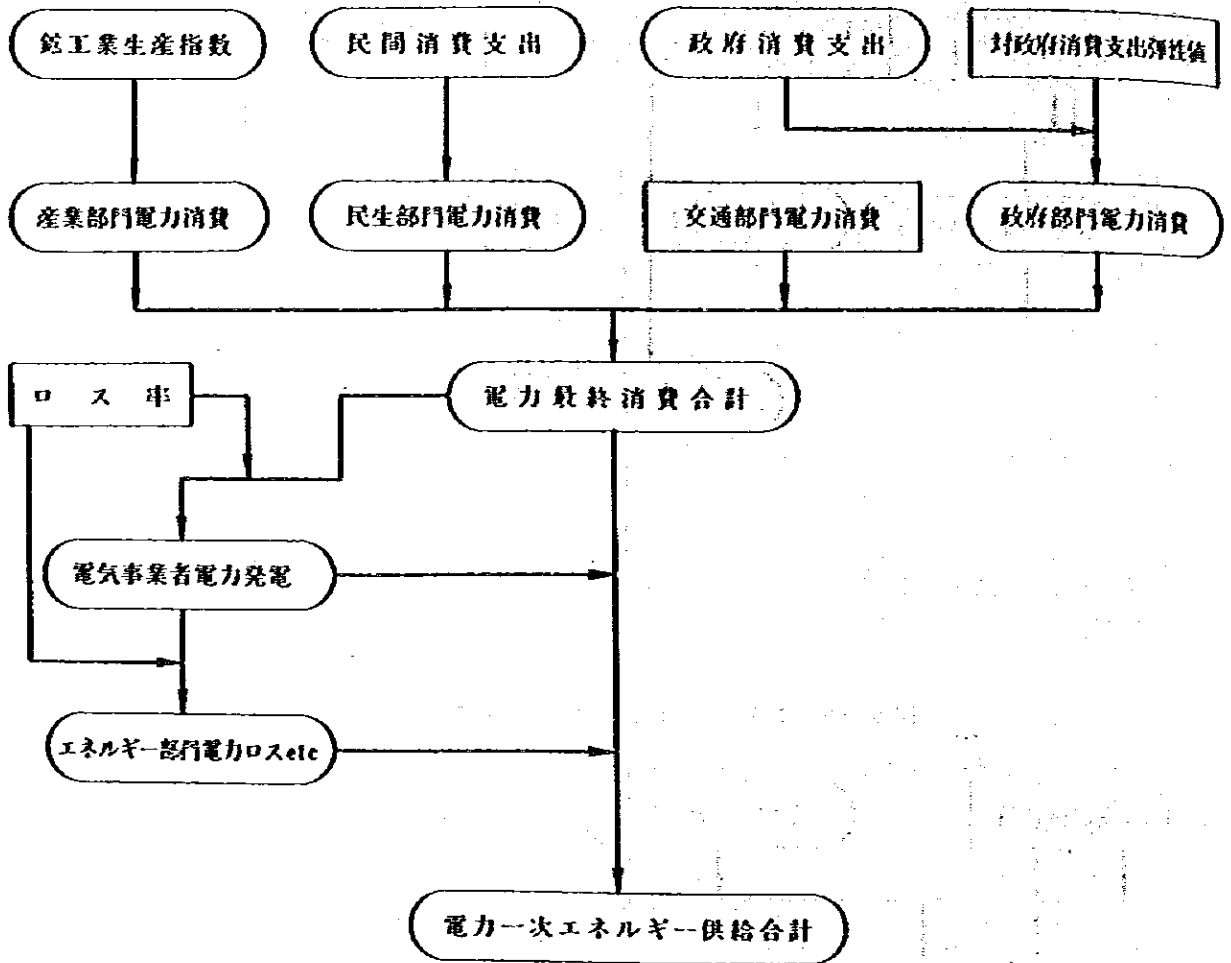 鉱工業生産指数
民間消費支出
政府消費支出
対政府消費支出弾性値
産業部門電力消費
民生部門電力消費
交通部門電力消費
政府部門電力消費
ロス率
電力最終消費合計
電気事業者電力発電
エネルギー部門電力ロスetc
電力一次エネルギー供給合計